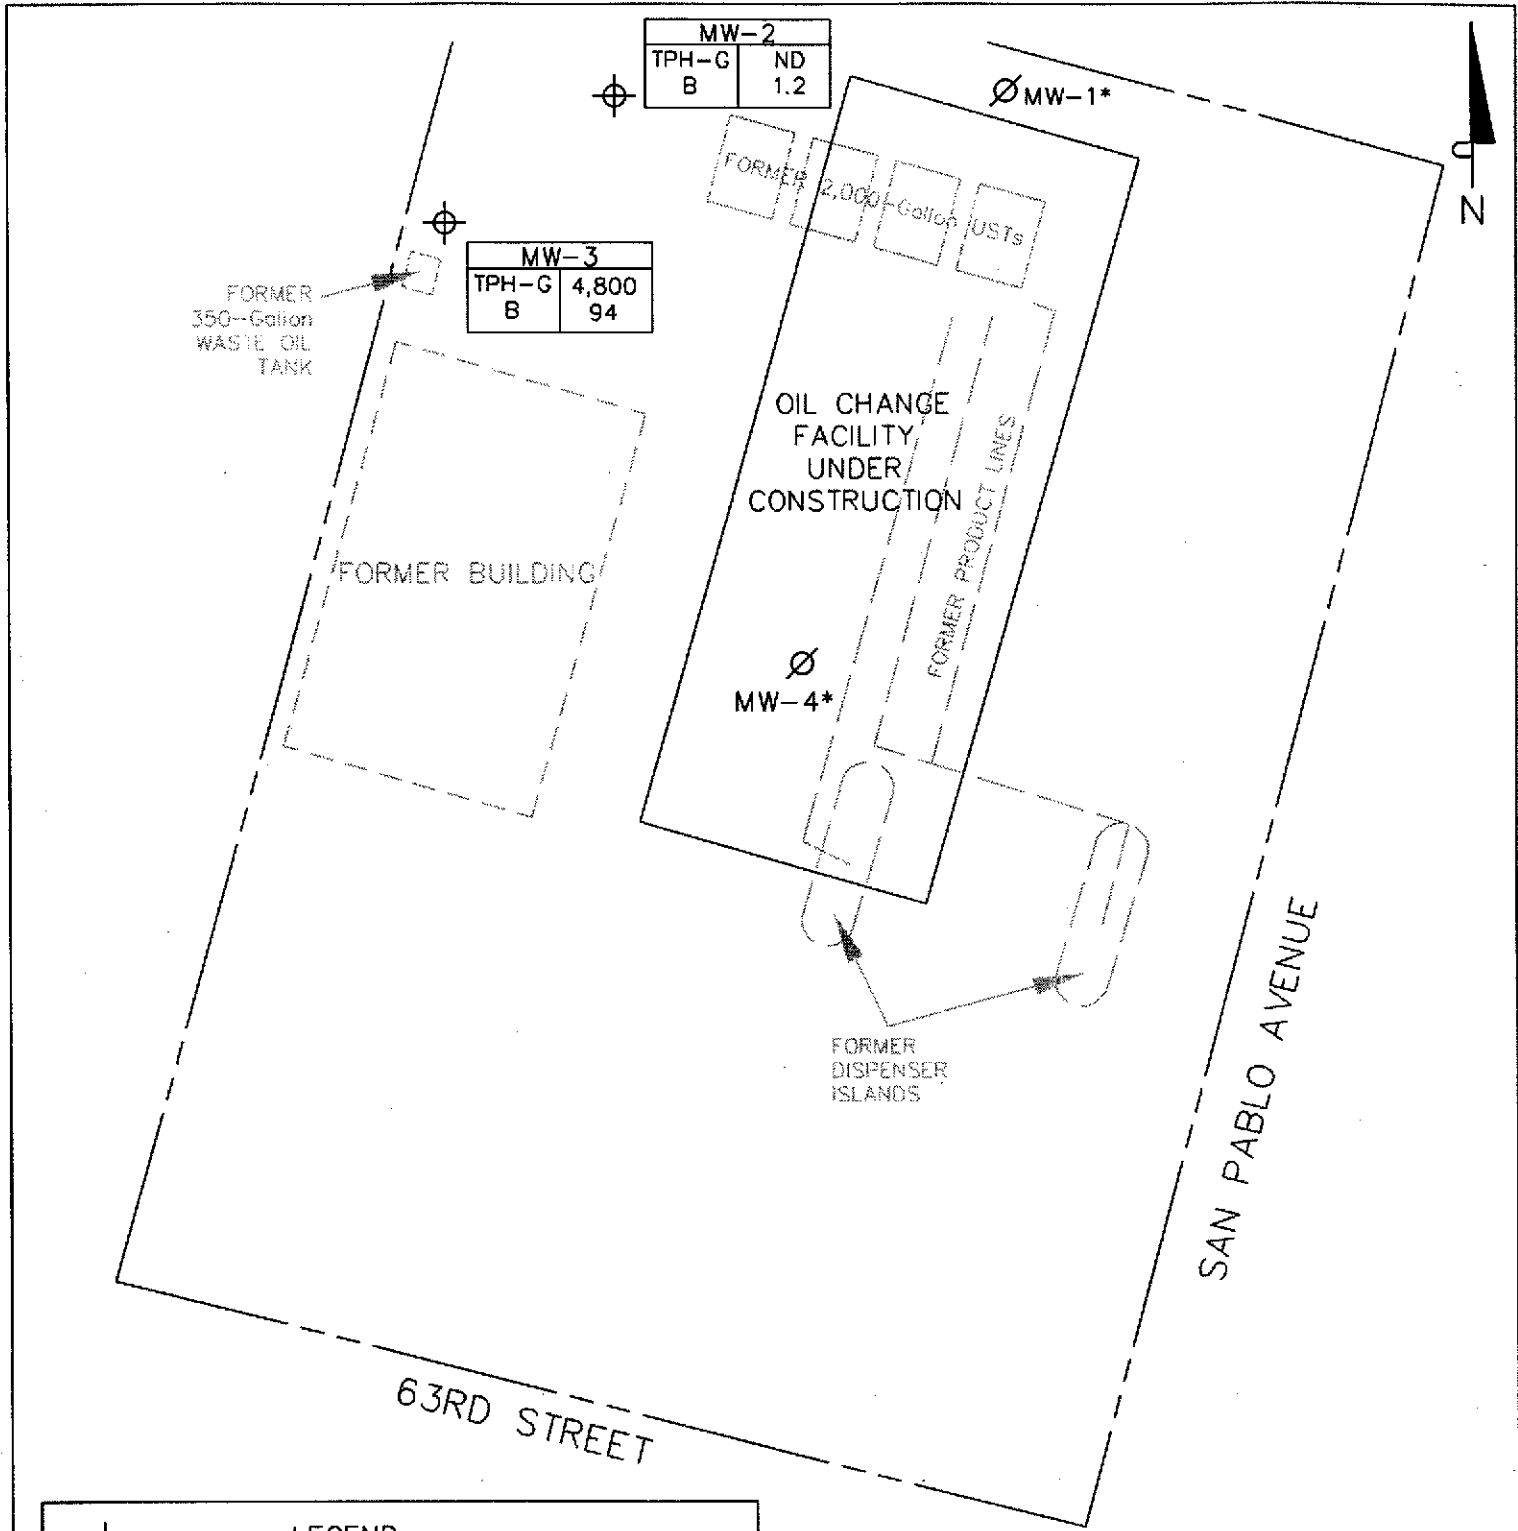 MW-2
TPH-G ND
B 1.2
MW-1*
N
FORMER 2,000-Gallon USTs
MW-3
TPH-G 4,800
B 94
FORMER
350-Gallon
WASTE OIL
TANK
OIL CHANGE
FACILITY
UNDER
CONSTRUCTION
FORMER PRODUCT LINES
FORMER BUILDING
MW-4*
FORMER
DISPENSER
ISLANDS
SAN PABLO AVENUE
63RD STREET
LEGEND